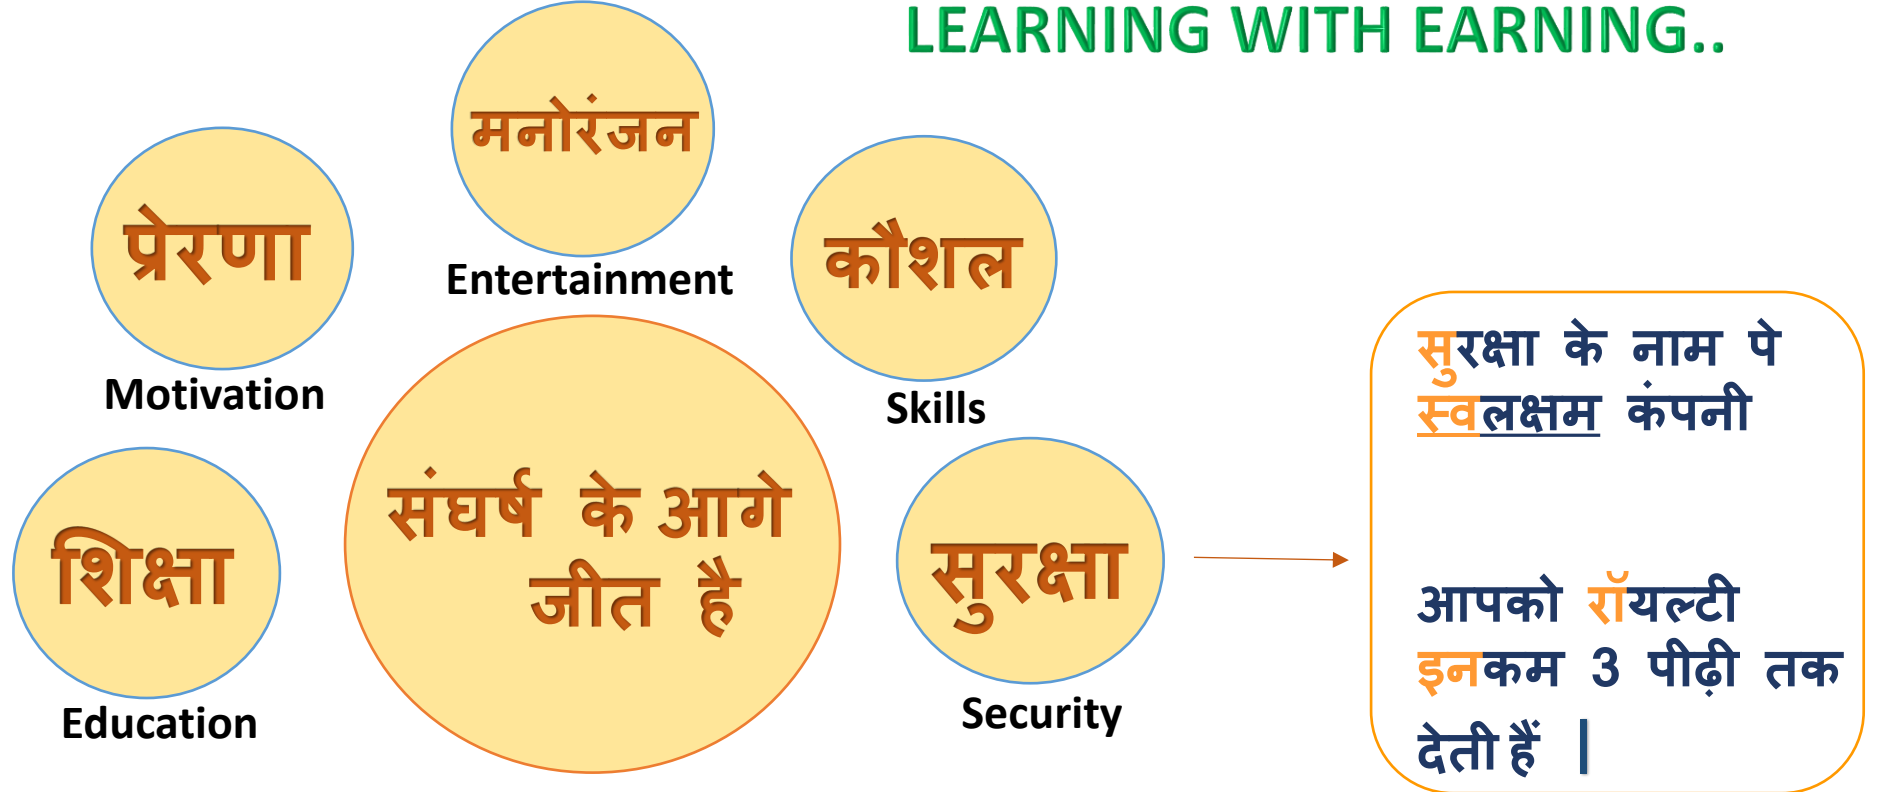 LEARNING WITH EARNING..
मनोरंजन
Entertainment
प्रेरणा
Motivation
कौशल
Skills
शिक्षा
Education
संघर्ष के आगे
जीत है
सुरक्षा
Security
सुरक्षा के नाम पे
स्वलक्षम कंपनी
आपको रॉयल्टी
इनकम 3 पीढ़ी तक
देती हैं |